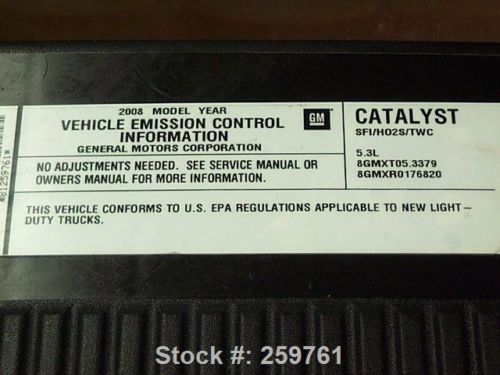 2008 MODEL YEAR
VEHICLE EMISSION CONTROL
INFORMATION
GENERAL MOTORS CORPORATION
GM
NO ADJUSTMENTS NEEDED. SEE SERVICE MANUAL OR
OWNERS MANUAL FOR MORE INFORMATION.
CATALYST
SFI/HO2S/TWC
5.3L
8GMXT05.3379
8GMXR0176820
THIS VEHICLE CONFORMS TO U.S. EPA REGULATIONS APPLICABLE TO NEW LIGHT-
DUTY TRUCKS.
*81259761*
Stock #: 259761